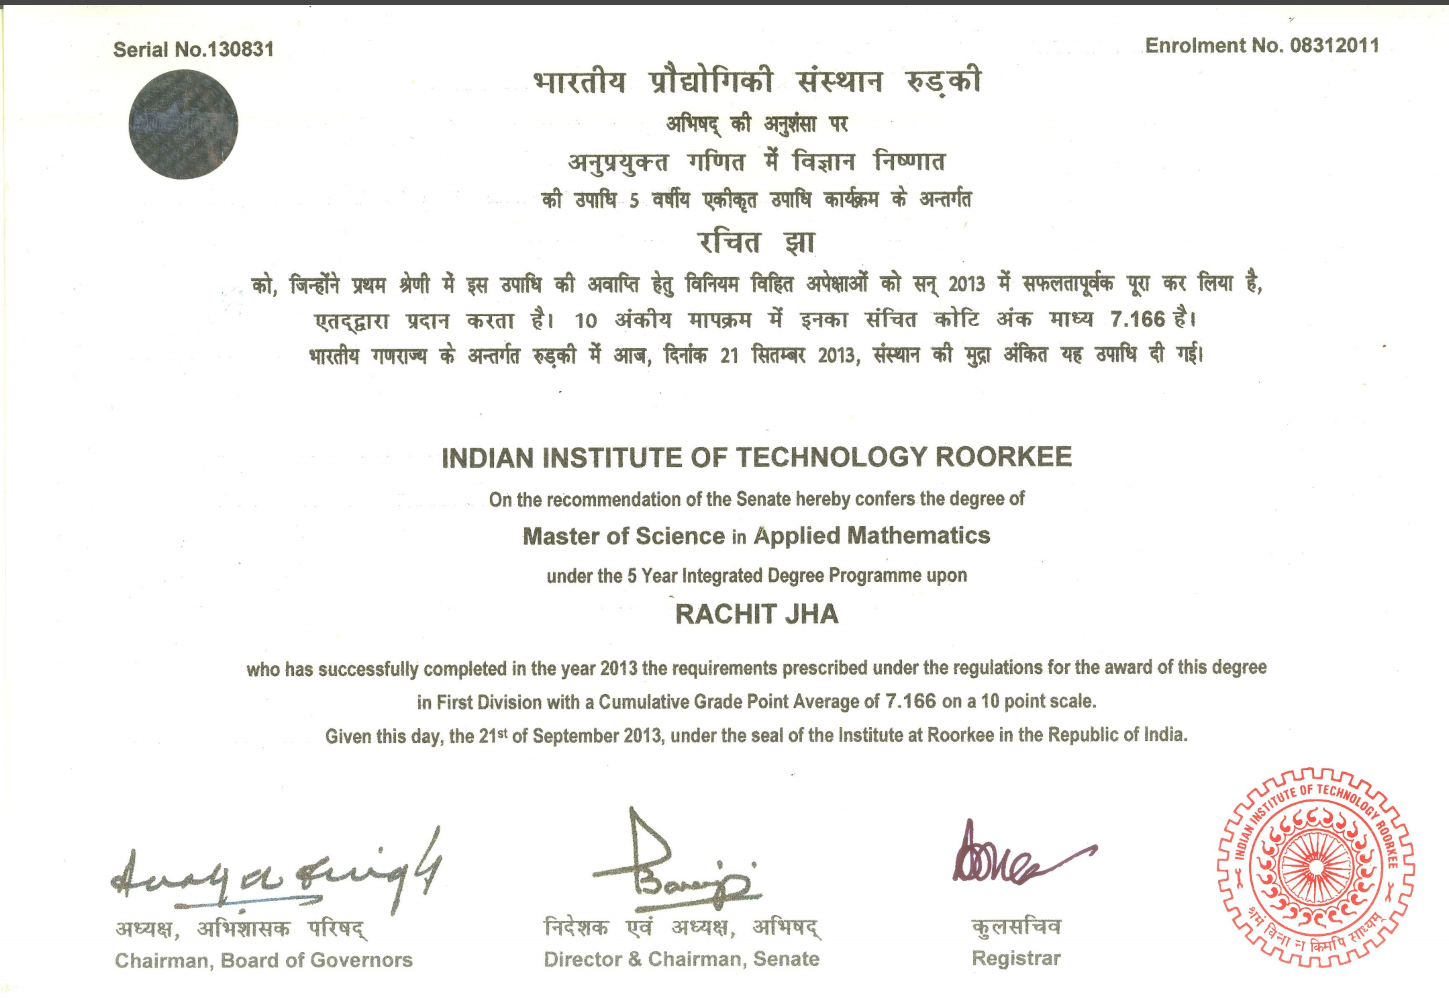 Serial No.130831
Enrolment No. 08312011
भारतीय प्रौद्योगिकी संस्थान रुड़की
अभिषद् की अनुशंसा पर
अनुप्रयुक्त गणित में विज्ञान निष्णात
की उपाधि 5 वर्षीय एकीकृत उपाधि कार्यक्रम के अन्तर्गत
रचित झा
को, जिन्होंने प्रथम श्रेणी में इस उपाधि की अवाप्ति हेतु विनियम विहित अपेक्षाओं को सन् 2013 में सफलतापूर्वक पूरा कर लिया है,
एतद्द्वारा प्रदान करता है। 10 अंकीय मापक्रम में इनका संचित कोटि अंक माध्य 7.166 है।
भारतीय गणराज्य के अन्तर्गत रुड़की में आज, दिनांक 21 सितम्बर 2013, संस्थान की मुद्रा अंकित यह उपाधि दी गई।
INDIAN INSTITUTE OF TECHNOLOGY ROORKEE
On the recommendation of the Senate hereby confers the degree of
Master of Science in Applied Mathematics
under the 5 Year Integrated Degree Programme upon
RACHIT JHA
who has successfully completed in the year 2013 the requirements prescribed under the regulations for the award of this degree
in First Division with a Cumulative Grade Point Average of 7.166 on a 10 point scale.
Given this day, the 21st of September 2013, under the seal of the Institute at Roorkee in the Republic of India.
अध्यक्ष, अभिशासक परिषद्
Chairman, Board of Governors
निदेशक एवं अध्यक्ष, अभिषद्
Director & Chairman, Senate
कुलसचिव
Registrar
INDIAN INSTITUTE OF TECHNOLOGY ROORKEE
श्रमं विना न किमपि साध्यम्